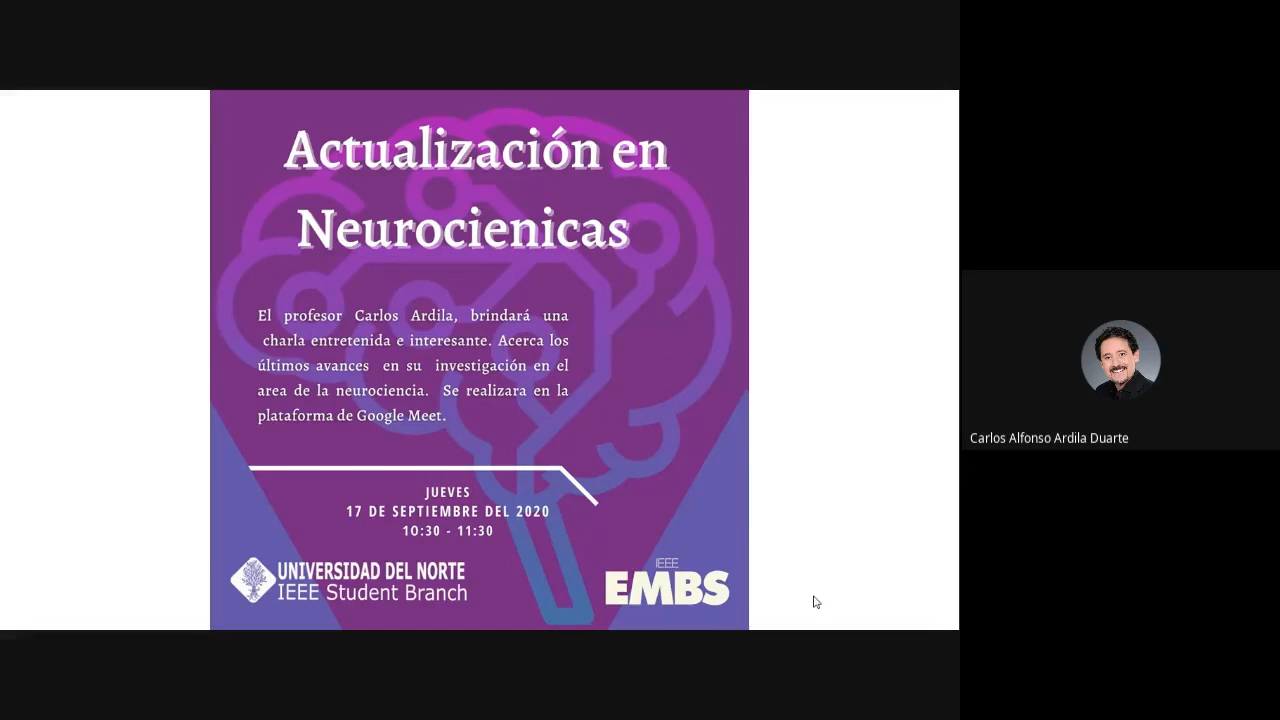 Actualización en
Neurocienicas
El profesor Carlos Ardila, brindará una
charla entretenida e interesante. Acerca los
últimos avances en su investigación en el
area de la neurociencia. Se realizara en la
plataforma de Google Meet.
JUEVES
17 DE SEPTIEMBRE DEL 2020
10:30 - 11:30
UNIVERSIDAD DEL NORTE
IEEE Student Branch
IEEE
EMBS
Carlos Alfonso Ardila Duarte